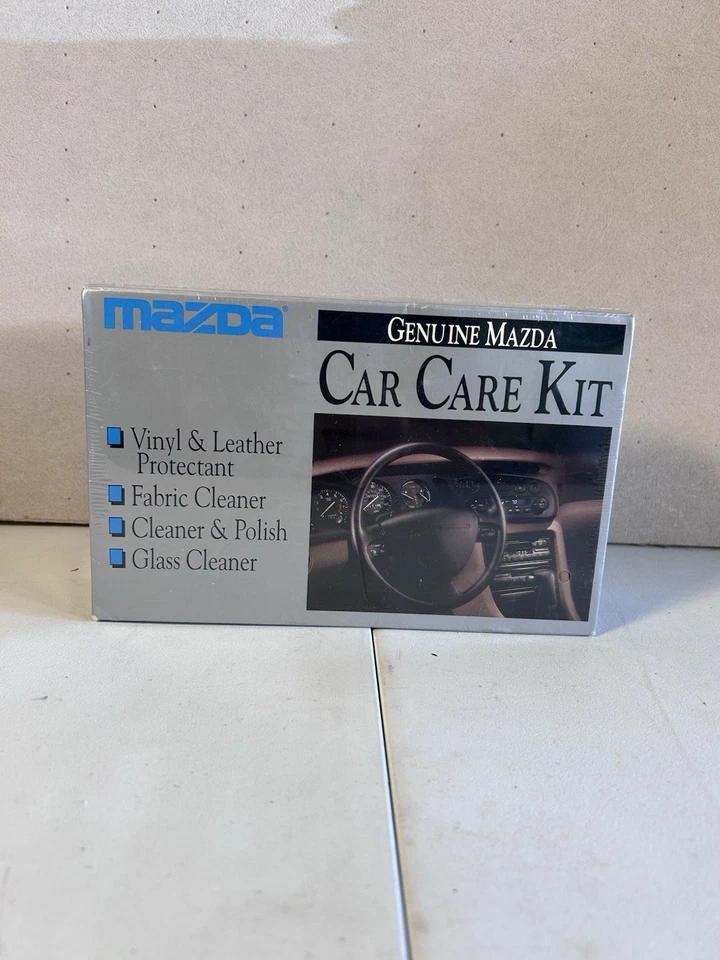 mazda®
GENUINE MAZDA
CAR CARE KIT
Vinyl & Leather
Protectant
Fabric Cleaner
Cleaner & Polish
Glass Cleaner